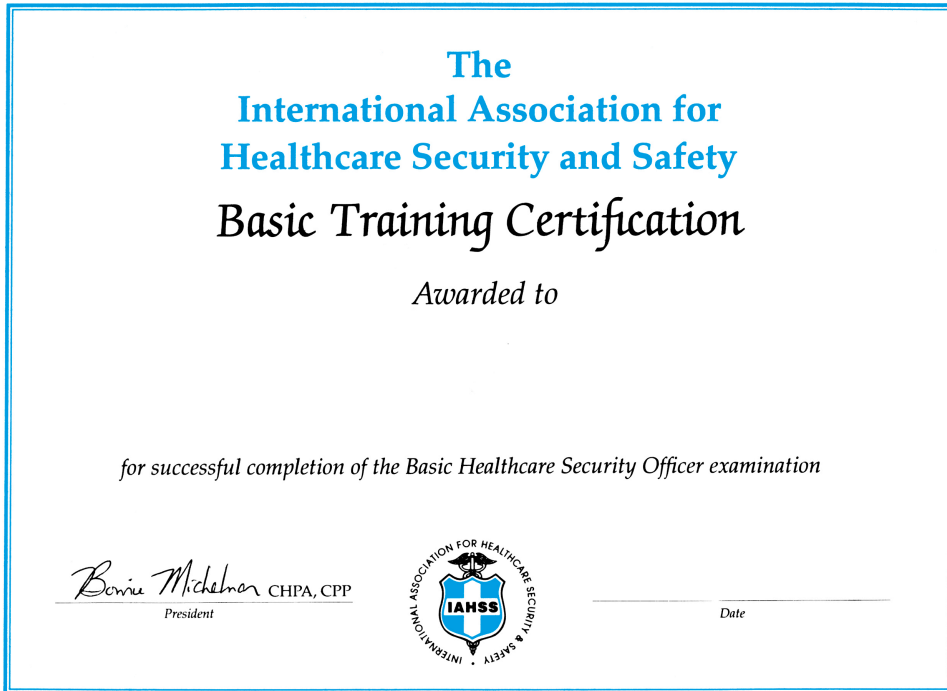 The
International Association for
Healthcare Security and Safety
Basic Training Certification
Awarded to
for successful completion of the Basic Healthcare Security Officer examination
Bonnie Michelman CHPA, CPP
President
INTERNATIONAL ASSOCIATION FOR HEALTHCARE SECURITY & SAFETY •
IAHSS
Date